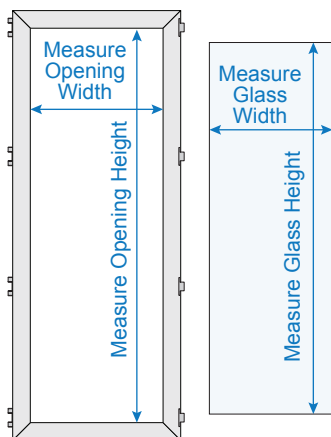 Measure
Opening
Width
Measure Opening Height
Measure
Glass
Width
Measure Glass Height